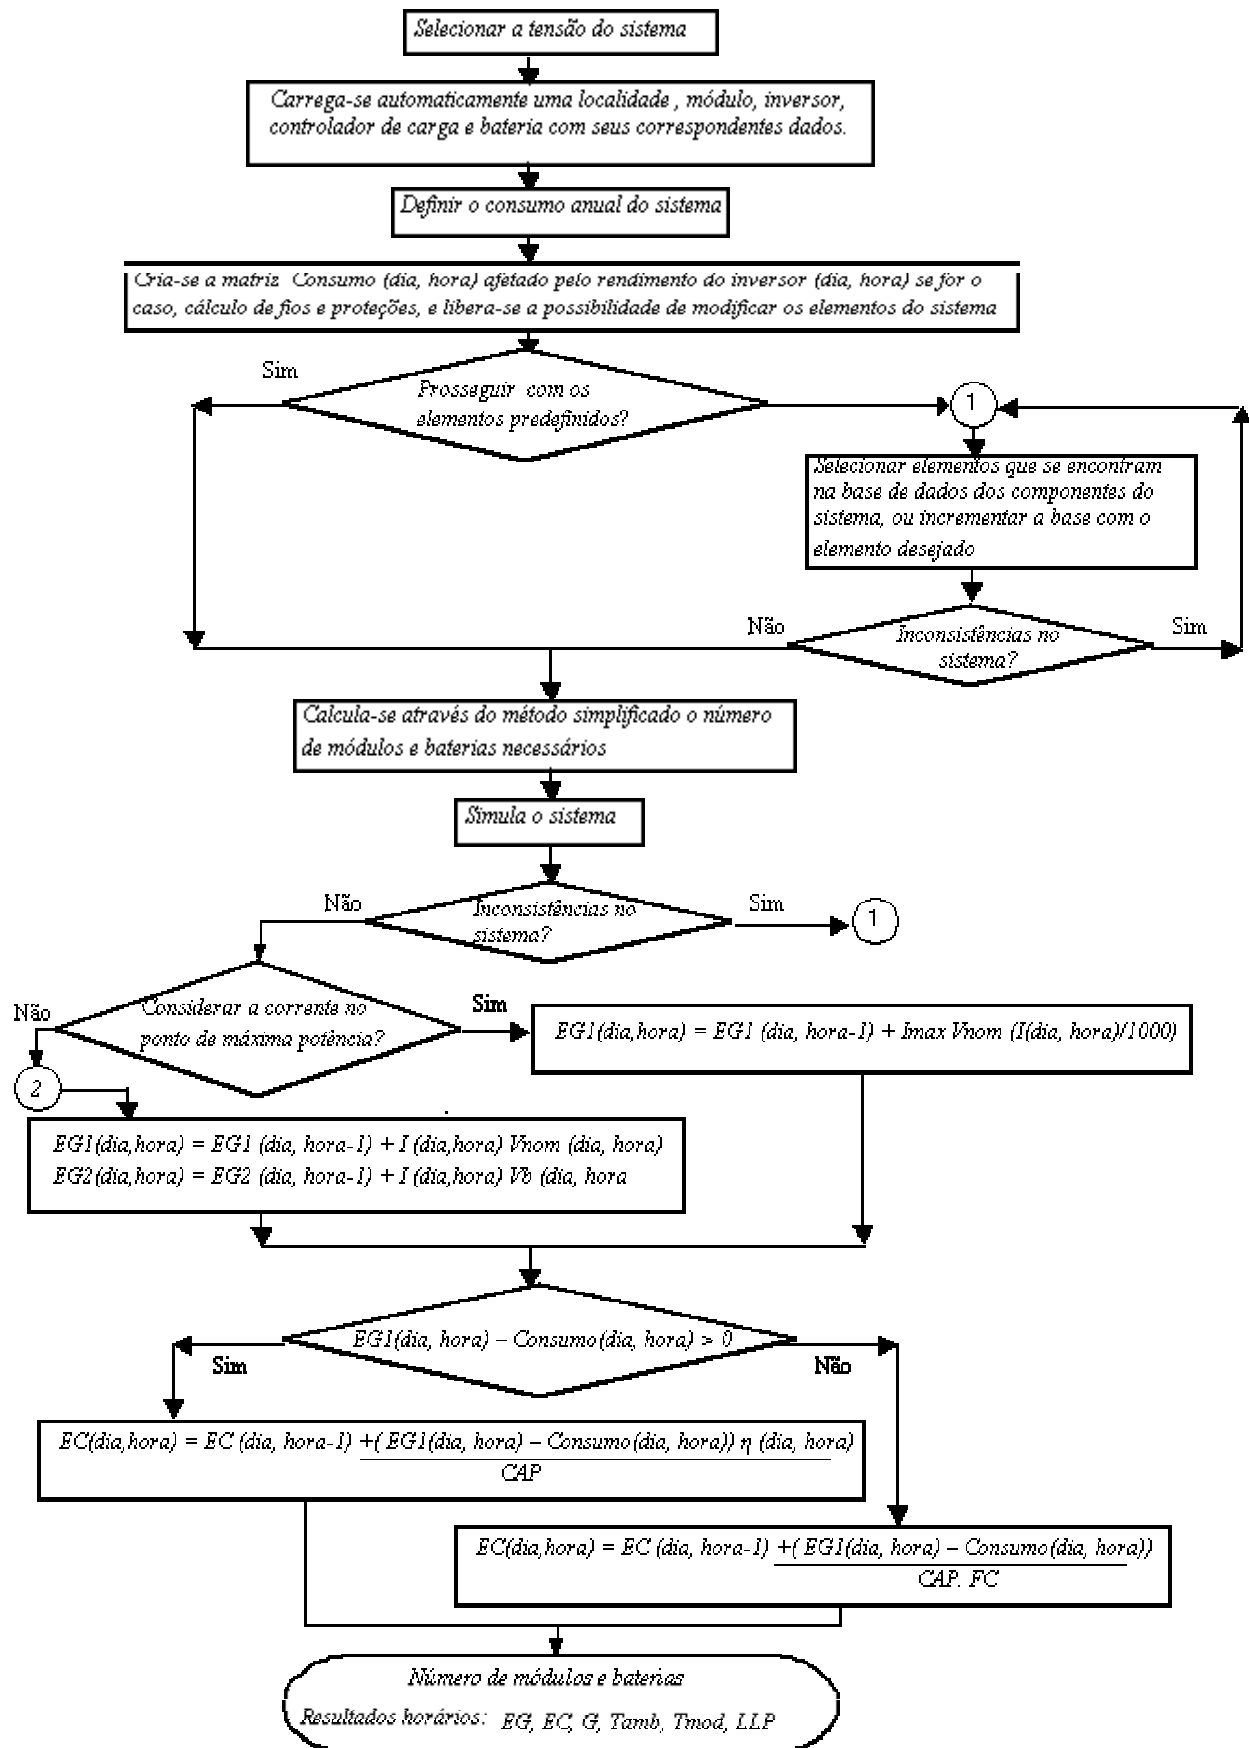 Selecionar a tensão do sistema
Carrega-se automaticamente uma localidade , módulo, inversor,
controlador de carga e bateria com seus correspondentes dados.
Definir o consumo anual do sistema
Cria-se a matriz Consumo (dia, hora) afetado pelo rendimento do inversor (dia, hora) se for o
caso, cálculo de fios e proteções, e libera-se a possibilidade de modificar os elementos do sistema
Sim
Prosseguir com os
elementos predefinidos?
1
Selecionar elementos que se encontram
na base de dados dos componentes do
sistema, ou incrementar a base com o
elemento desejado
Não
Inconsistências no
sistema?
Sim
Calcula-se através do método simplificado o número
de módulos e baterias necessários
Simula o sistema
Não
Inconsistências no
sistema?
Sim
1
Não
Considerar a corrente no
ponto de máxima potência?
Sim
EG1(dia,hora) = EG1 (dia, hora-1) + Imax Vnom (I(dia, hora)/1000)
2
EG1(dia,hora) = EG1 (dia, hora-1) + I (dia,hora) Vnom (dia, hora)
EG2(dia,hora) = EG2 (dia, hora-1) + I (dia,hora) Vb (dia, hora
EG1(dia, hora) – Consumo(dia, hora) > 0
Sim
Não
EC(dia,hora) = EC (dia, hora-1) +( EG1(dia, hora) – Consumo(dia, hora)) η (dia, hora)
CAP
EC(dia,hora) = EC (dia, hora-1) +( EG1(dia, hora) – Consumo(dia, hora))
CAP. FC
Número de módulos e baterias
Resultados horários: EG, EC, G, Tamb, Tmod, LLP